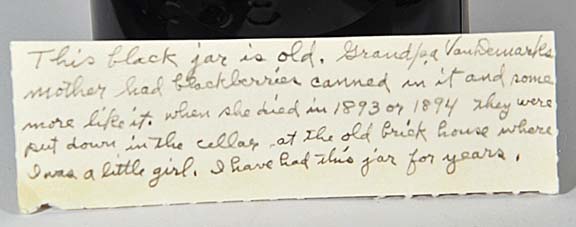 This black jar is old. Grandpa VanDemark's
mother had blackberries canned in it and some
more like it. when she died in 1893 or 1894 they were
put down in the cellar at the old brick house where
I was a little girl. I have had this jar for years.